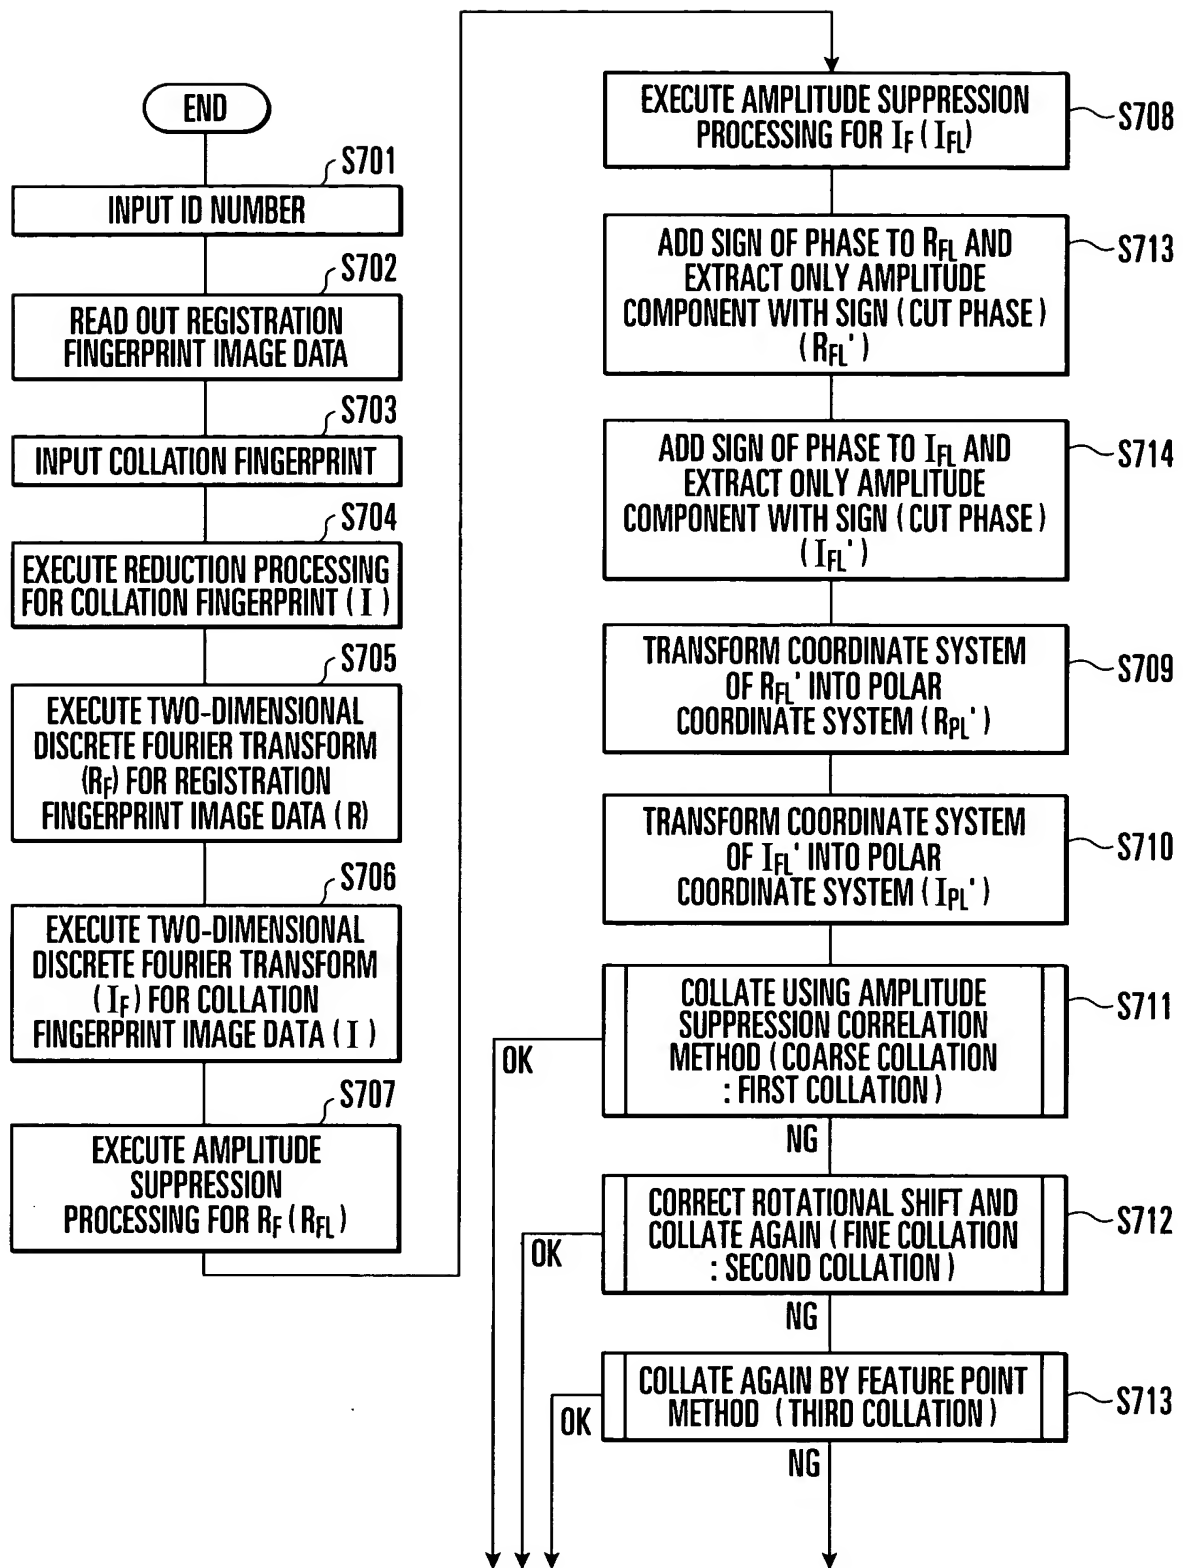 END
S701
INPUT ID NUMBER
S702
READ OUT REGISTRATION
FINGERPRINT IMAGE DATA
S703
INPUT COLLATION FINGERPRINT
S704
EXECUTE REDUCTION PROCESSING
FOR COLLATION FINGERPRINT ( I )
S705
EXECUTE TWO-DIMENSIONAL
DISCRETE FOURIER TRANSFORM
(RF) FOR REGISTRATION
FINGERPRINT IMAGE DATA ( R )
S706
EXECUTE TWO-DIMENSIONAL
DISCRETE FOURIER TRANSFORM
( IF ) FOR COLLATION
FINGERPRINT IMAGE DATA ( I )
S707
EXECUTE AMPLITUDE
SUPPRESSION
PROCESSING FOR RF ( RFL )
EXECUTE AMPLITUDE SUPPRESSION
PROCESSING FOR IF ( IFL )
S708
ADD SIGN OF PHASE TO RFL AND
EXTRACT ONLY AMPLITUDE
COMPONENT WITH SIGN ( CUT PHASE )
( RFL' )
S713
ADD SIGN OF PHASE TO IFL AND
EXTRACT ONLY AMPLITUDE
COMPONENT WITH SIGN ( CUT PHASE )
( IFL' )
S714
TRANSFORM COORDINATE SYSTEM
OF RFL' INTO POLAR
COORDINATE SYSTEM ( RPL' )
S709
TRANSFORM COORDINATE SYSTEM
OF IFL' INTO POLAR
COORDINATE SYSTEM ( IPL' )
S710
COLLATE USING AMPLITUDE
SUPPRESSION CORRELATION
METHOD ( COARSE COLLATION
: FIRST COLLATION )
S711
OK
NG
CORRECT ROTATIONAL SHIFT AND
COLLATE AGAIN ( FINE COLLATION
: SECOND COLLATION )
S712
OK
NG
COLLATE AGAIN BY FEATURE POINT
METHOD ( THIRD COLLATION )
S713
OK
NG